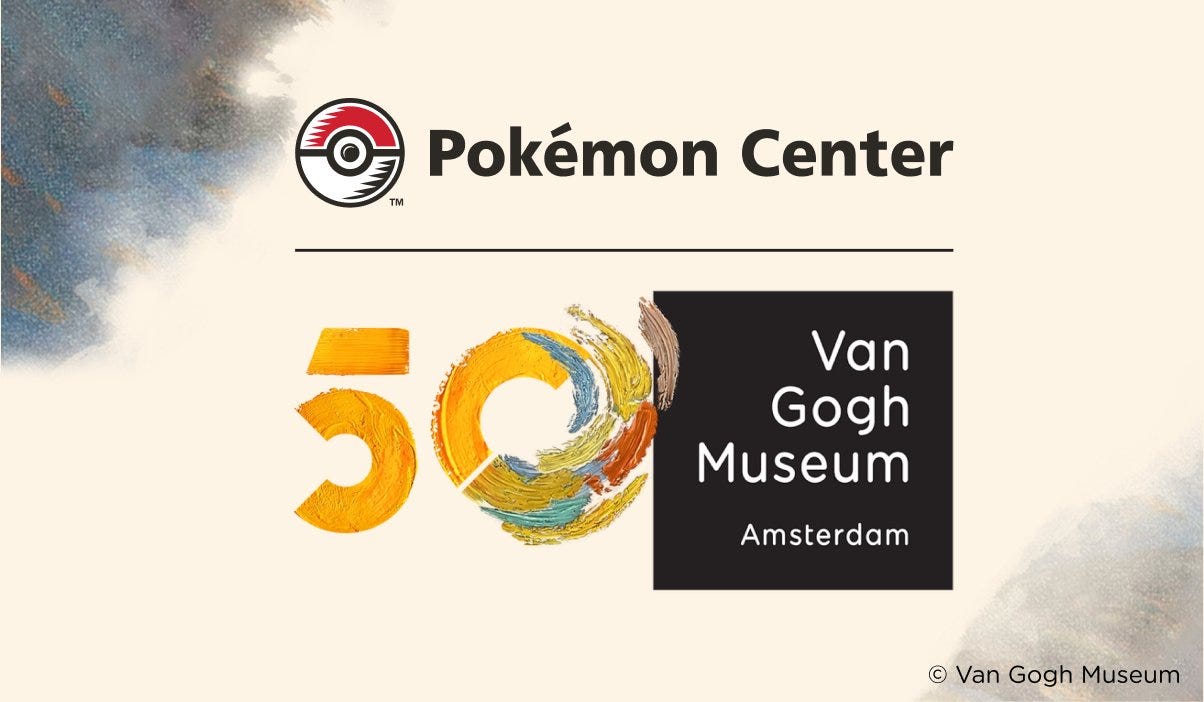 Pokémon Center
TM
50
Van
Gogh
Museum
Amsterdam
© Van Gogh Museum